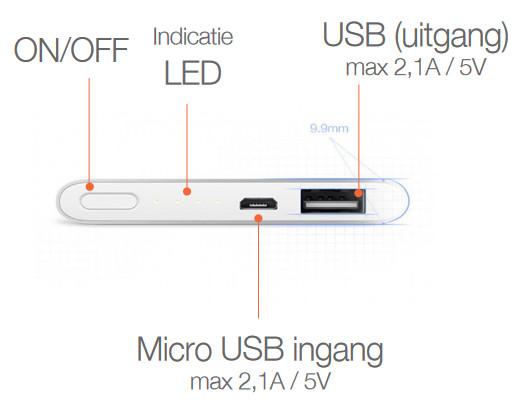 ON/OFF
Indicatie
LED
USB (uitgang)
max 2,1A / 5V
9.9mm
Micro USB ingang
max 2,1A / 5V